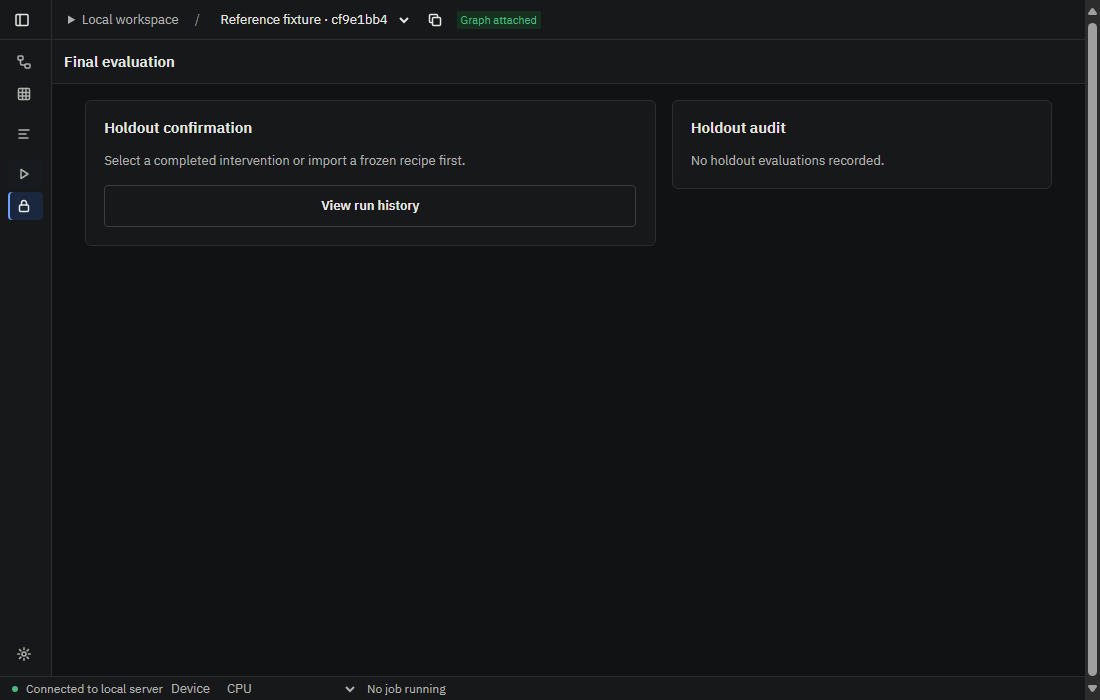 Local workspace / Reference fixture · cf9e1bb4 Graph attached
Final evaluation
Holdout confirmation
Select a completed intervention or import a frozen recipe first.
View run history
Holdout audit
No holdout evaluations recorded.
Connected to local server Device CPU No job running